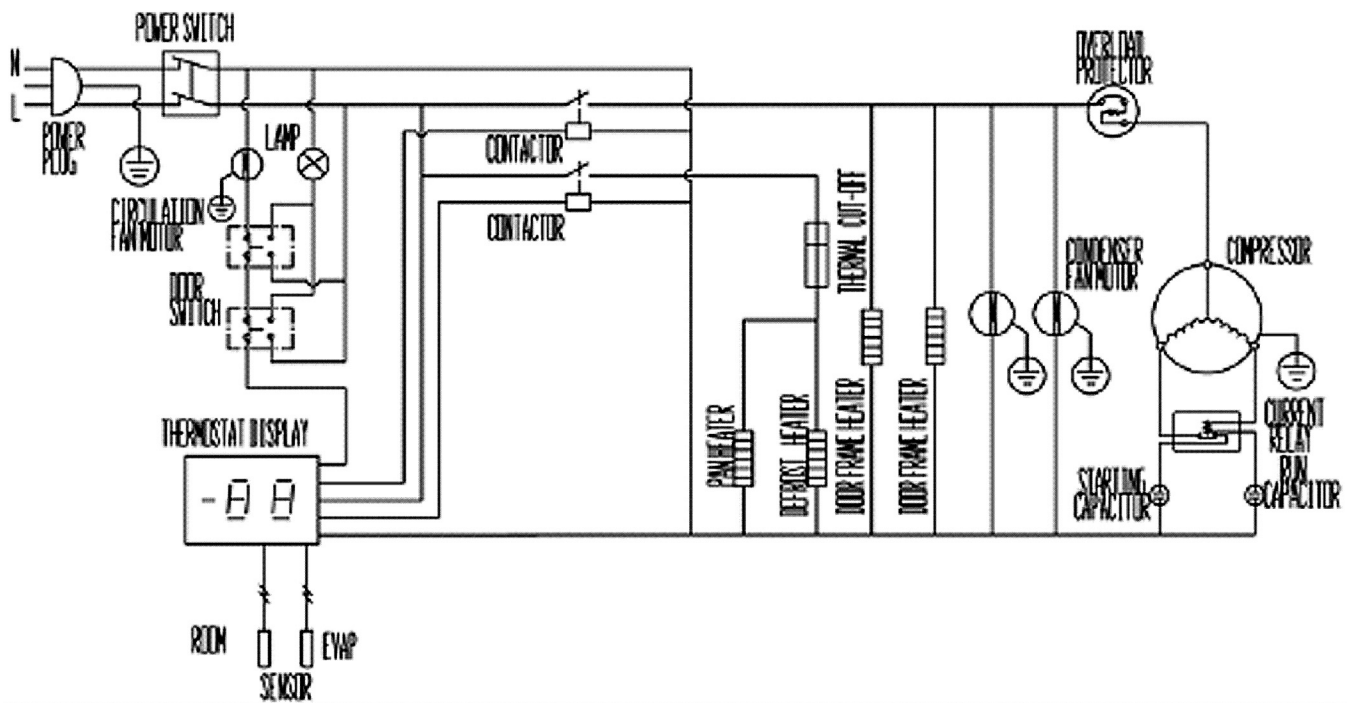 POWER SWITCH
OVERLOAD
PROTECTOR
N
L
POWER
PLUG
LAMP
CONTACTOR
CIRCULATION
FAN MOTOR
CONTACTOR
THERMAL CUT-OFF
CONDENSER
FAN MOTOR
COMPRESSOR
DOOR
SWITCH
THERMOSTAT DISPLAY
PAN HEATER
DEFROST HEATER
DOOR FRAME HEATER
DOOR FRAME HEATER
CURRENT
RELAY
STARTING
CAPACITOR
RUN
CAPACITOR
-88
ROOM
EVAP
SENSOR